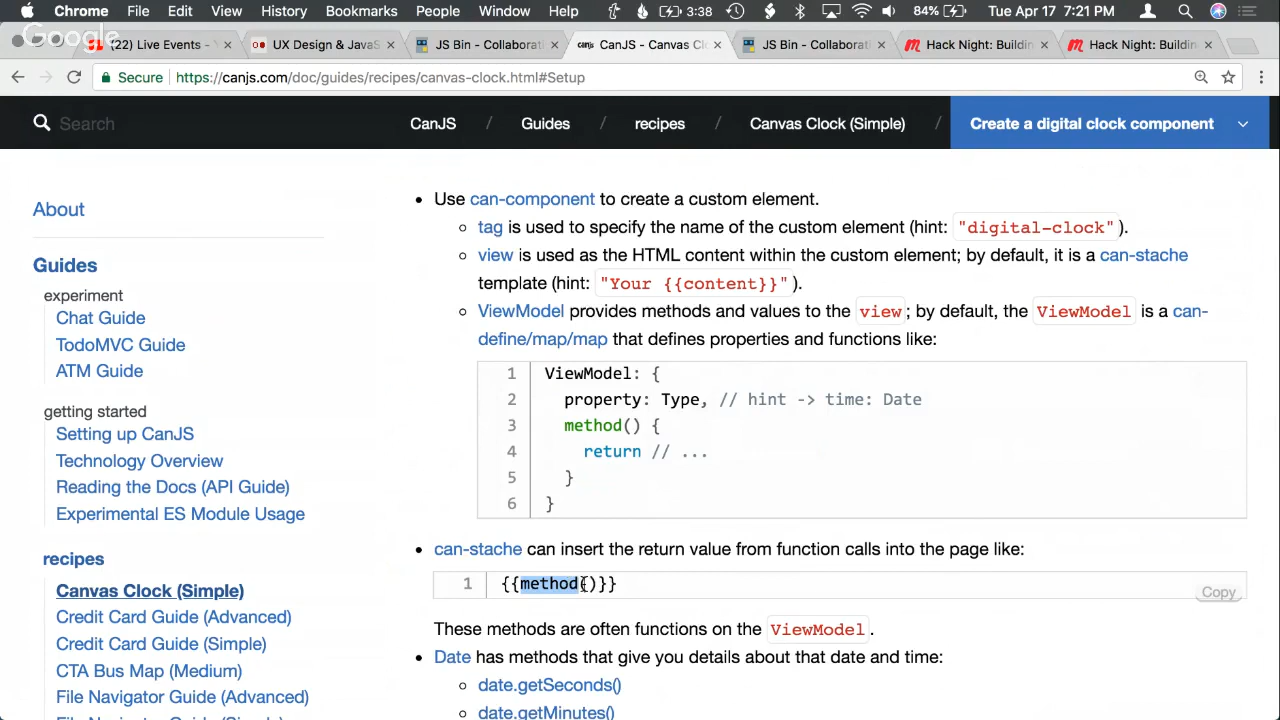 Chrome File Edit View History Bookmarks People Window Help 3:38 84% Tue Apr 17 7:21 PM
Google
(22) Live Events - Y UX Design & JavaS JS Bin - Collaborati CanJS - Canvas Cl JS Bin - Collaborati Hack Night: Buildin Hack Night: Buildin
Secure https://canjs.com/doc/guides/recipes/canvas-clock.html#Setup
Search CanJS / Guides / recipes / Canvas Clock (Simple) / Create a digital clock component
About
Guides
experiment
Chat Guide
TodoMVC Guide
ATM Guide
getting started
Setting up CanJS
Technology Overview
Reading the Docs (API Guide)
Experimental ES Module Usage
recipes
Canvas Clock (Simple)
Credit Card Guide (Advanced)
Credit Card Guide (Simple)
CTA Bus Map (Medium)
File Navigator Guide (Advanced)
File Navigator Guide (Simple)
Use can-component to create a custom element.
tag is used to specify the name of the custom element (hint: "digital-clock").
view is used as the HTML content within the custom element; by default, it is a can-stache
template (hint: "Your {{content}}").
ViewModel provides methods and values to the view; by default, the ViewModel is a can-
define/map/map that defines properties and functions like:
1 ViewModel: {
2 property: Type, // hint -> time: Date
3 method() {
4 return // ...
5 }
6 }
can-stache can insert the return value from function calls into the page like:
1 {{method()}}
Copy
These methods are often functions on the ViewModel.
Date has methods that give you details about that date and time:
date.getSeconds()
date.getMinutes()